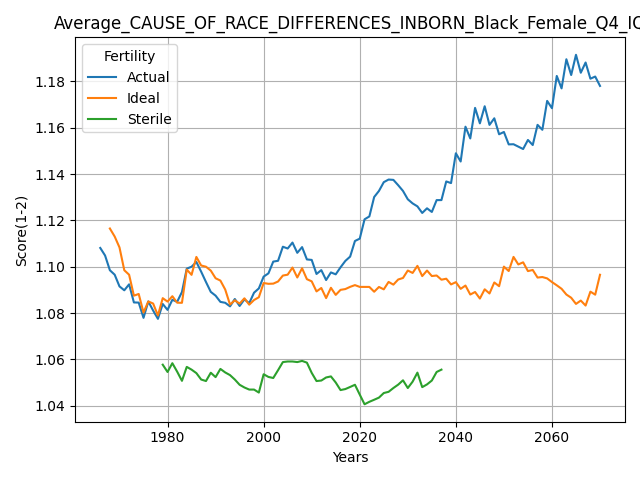 Average_CAUSE_OF_RACE_DIFFERENCES_INBORN_Black_Female_Q4_IQ
Fertility
Actual
Ideal
Sterile
1.18
1.16
1.14
1.12
1.10
1.08
1.06
1.04
Score(1-2)
1980
2000
2020
2040
2060
Years